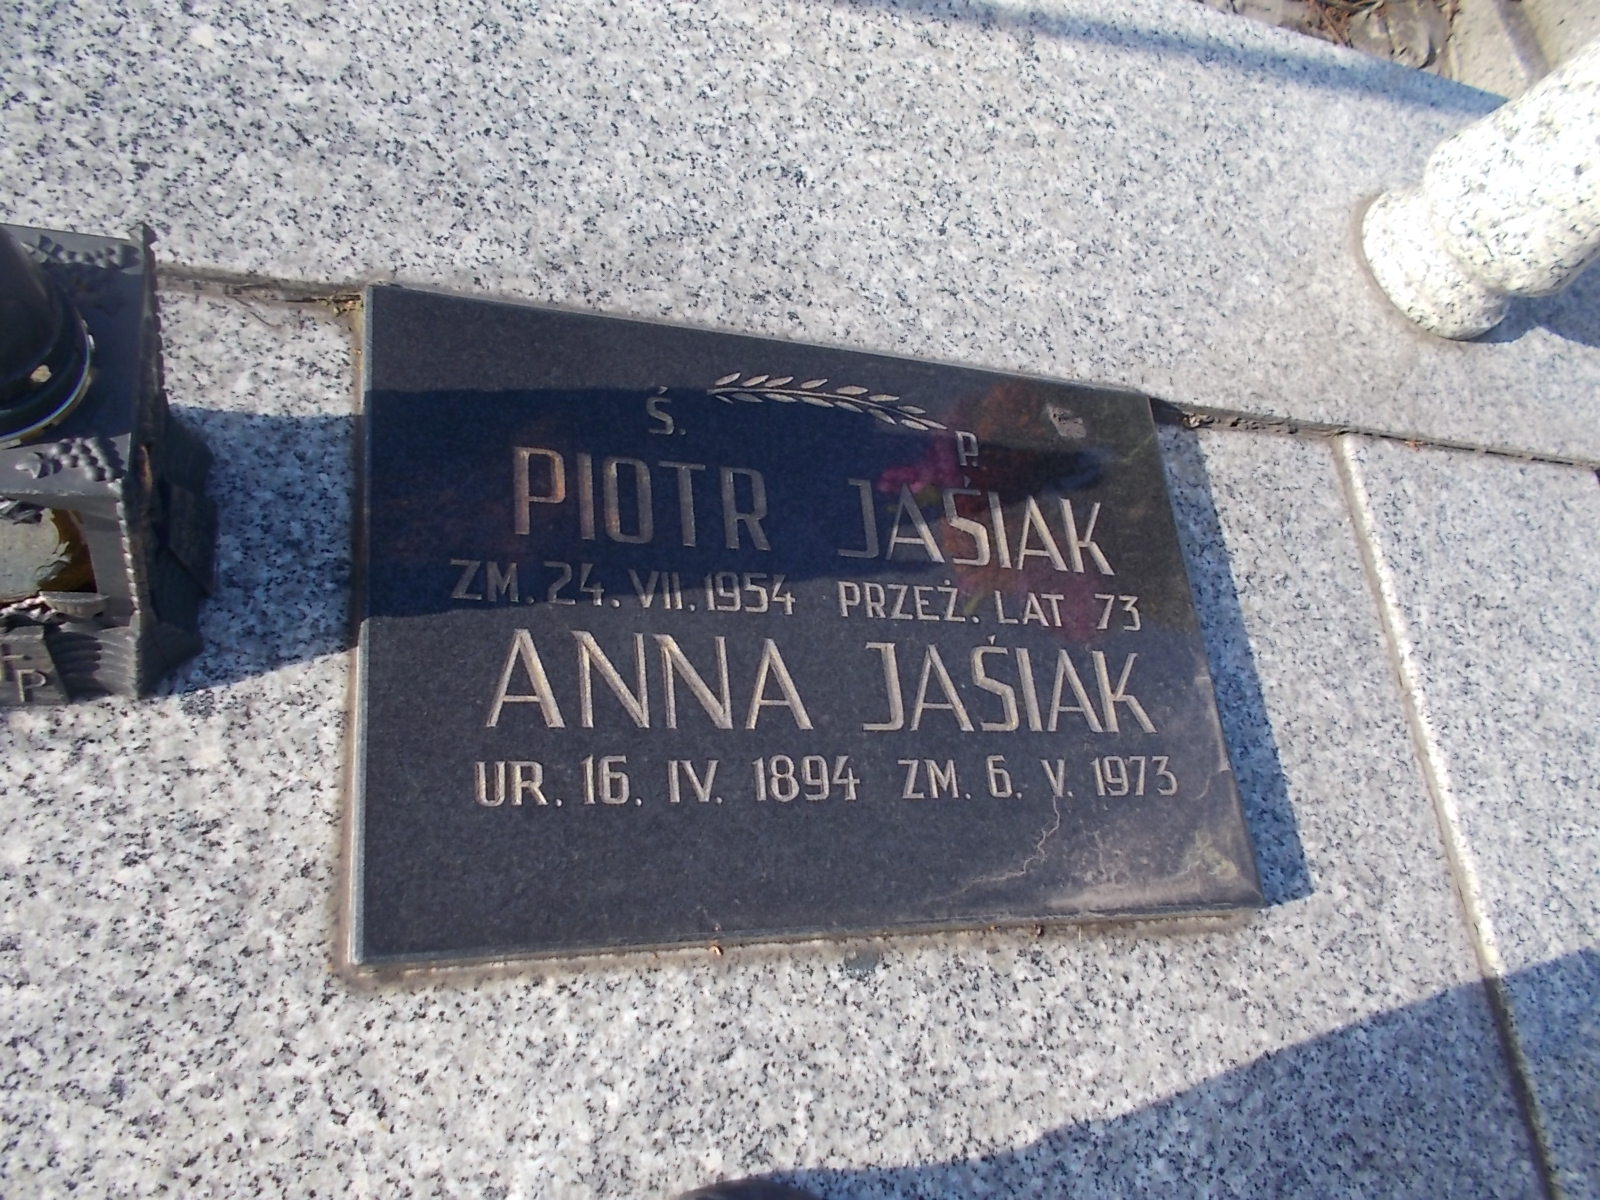 Ś. P.
PIOTR JAŚIAK
ZM. 24. VII. 1954 PRZEŻ. LAT 73
ANNA JAŚIAK
UR. 16. IV. 1894 ZM. 6. V. 1973
P